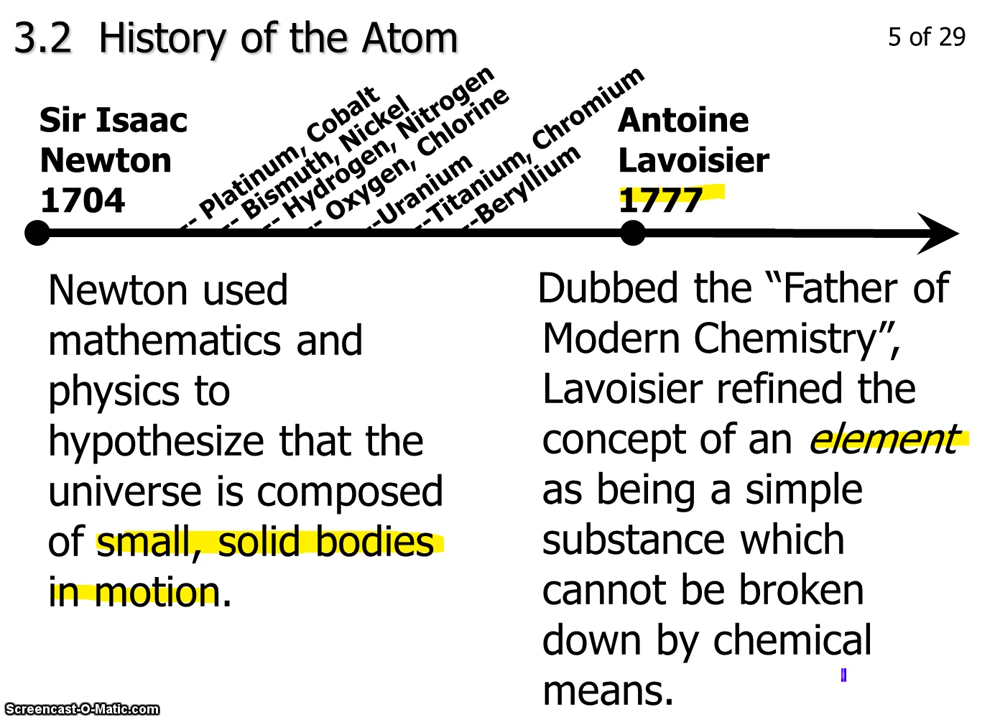 3.2 History of the Atom
5 of 29
Sir Isaac
Newton
1704
-- Platinum, Cobalt
-- Bismuth, Nickel
-- Hydrogen, Nitrogen
-- Oxygen, Chlorine
--Uranium
--Titanium, Chromium
--Beryllium
Antoine
Lavoisier
1777
Newton used
mathematics and
physics to
hypothesize that the
universe is composed
of small, solid bodies
in motion.
Dubbed the “Father of
Modern Chemistry”,
Lavoisier refined the
concept of an element
as being a simple
substance which
cannot be broken
down by chemical
means.
Screencast-O-Matic.com